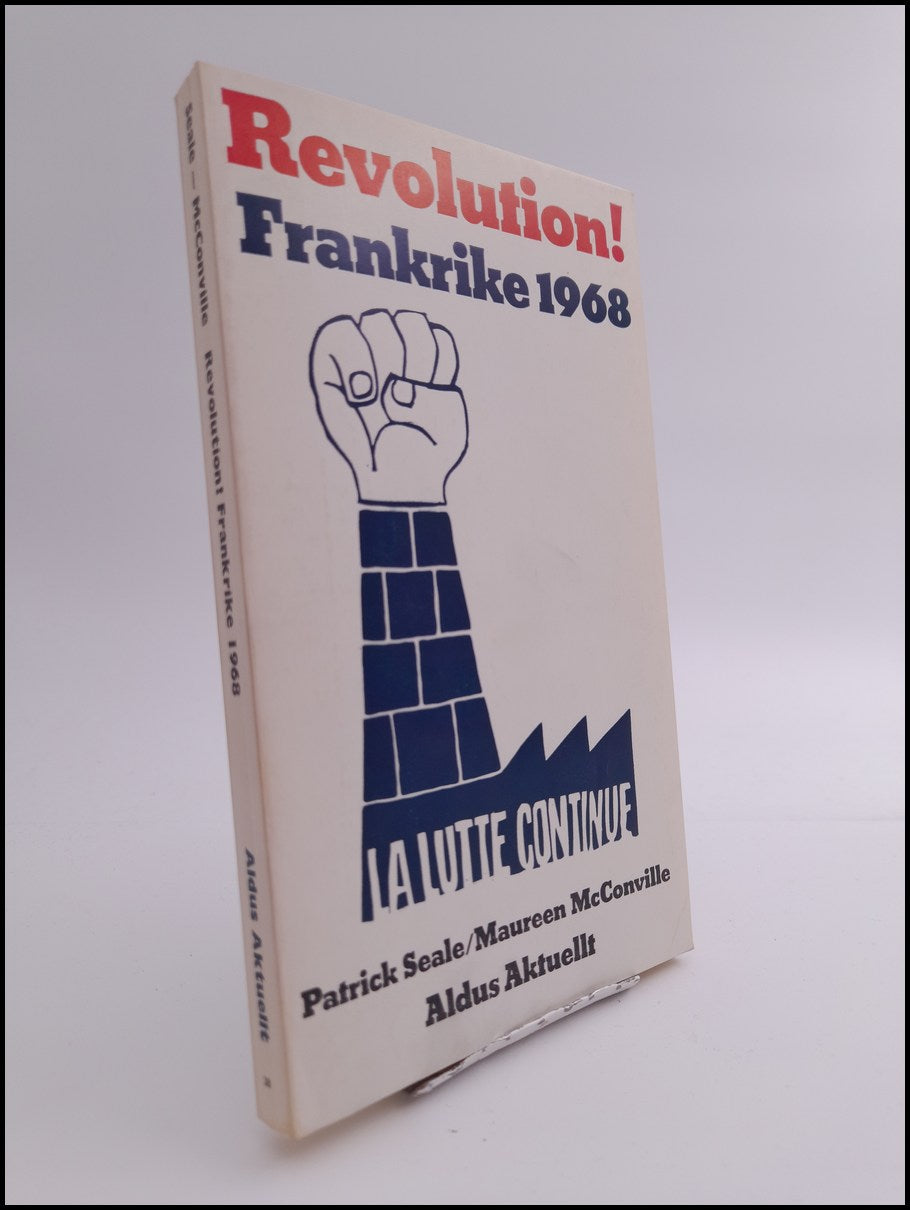 Revolution!
Frankrike 1968
LA LUTTE CONTINUE
Patrick Seale/Maureen McConville
Aldus Aktuellt
Seale — McConville Revolution! Frankrike 1968 Aldus Aktuellt